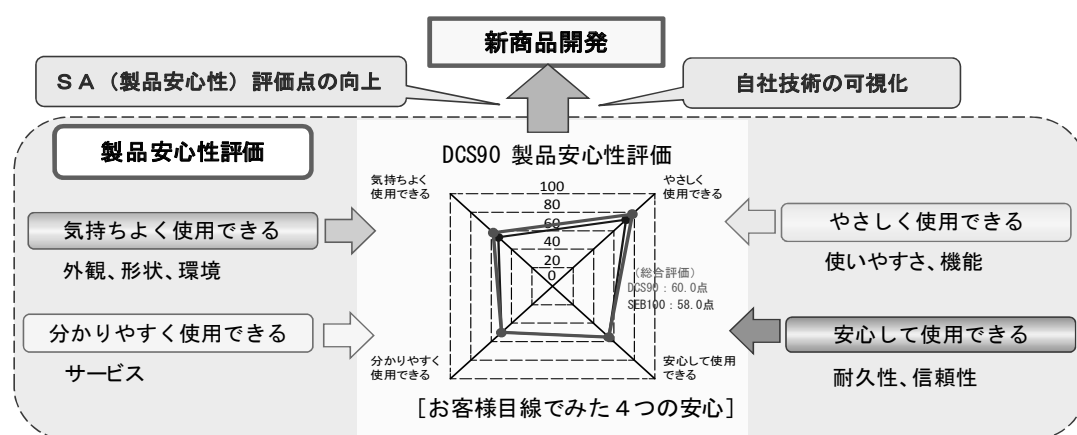 新商品開発
ＳＡ（製品安心性）評価点の向上
自社技術の可視化
製品安心性評価
DCS90 製品安心性評価
気持ちよく
使用できる
100
80
60
40
20
0
やさしく
使用できる
（総合評価）
DCS90：60.0点
SEB100：58.0点
分かりやすく
使用できる
安心して使用
できる
[お客様目線でみた４つの安心]
気持ちよく使用できる
外観、形状、環境
分かりやすく使用できる
サービス
やさしく使用できる
使いやすさ、機能
安心して使用できる
耐久性、信頼性